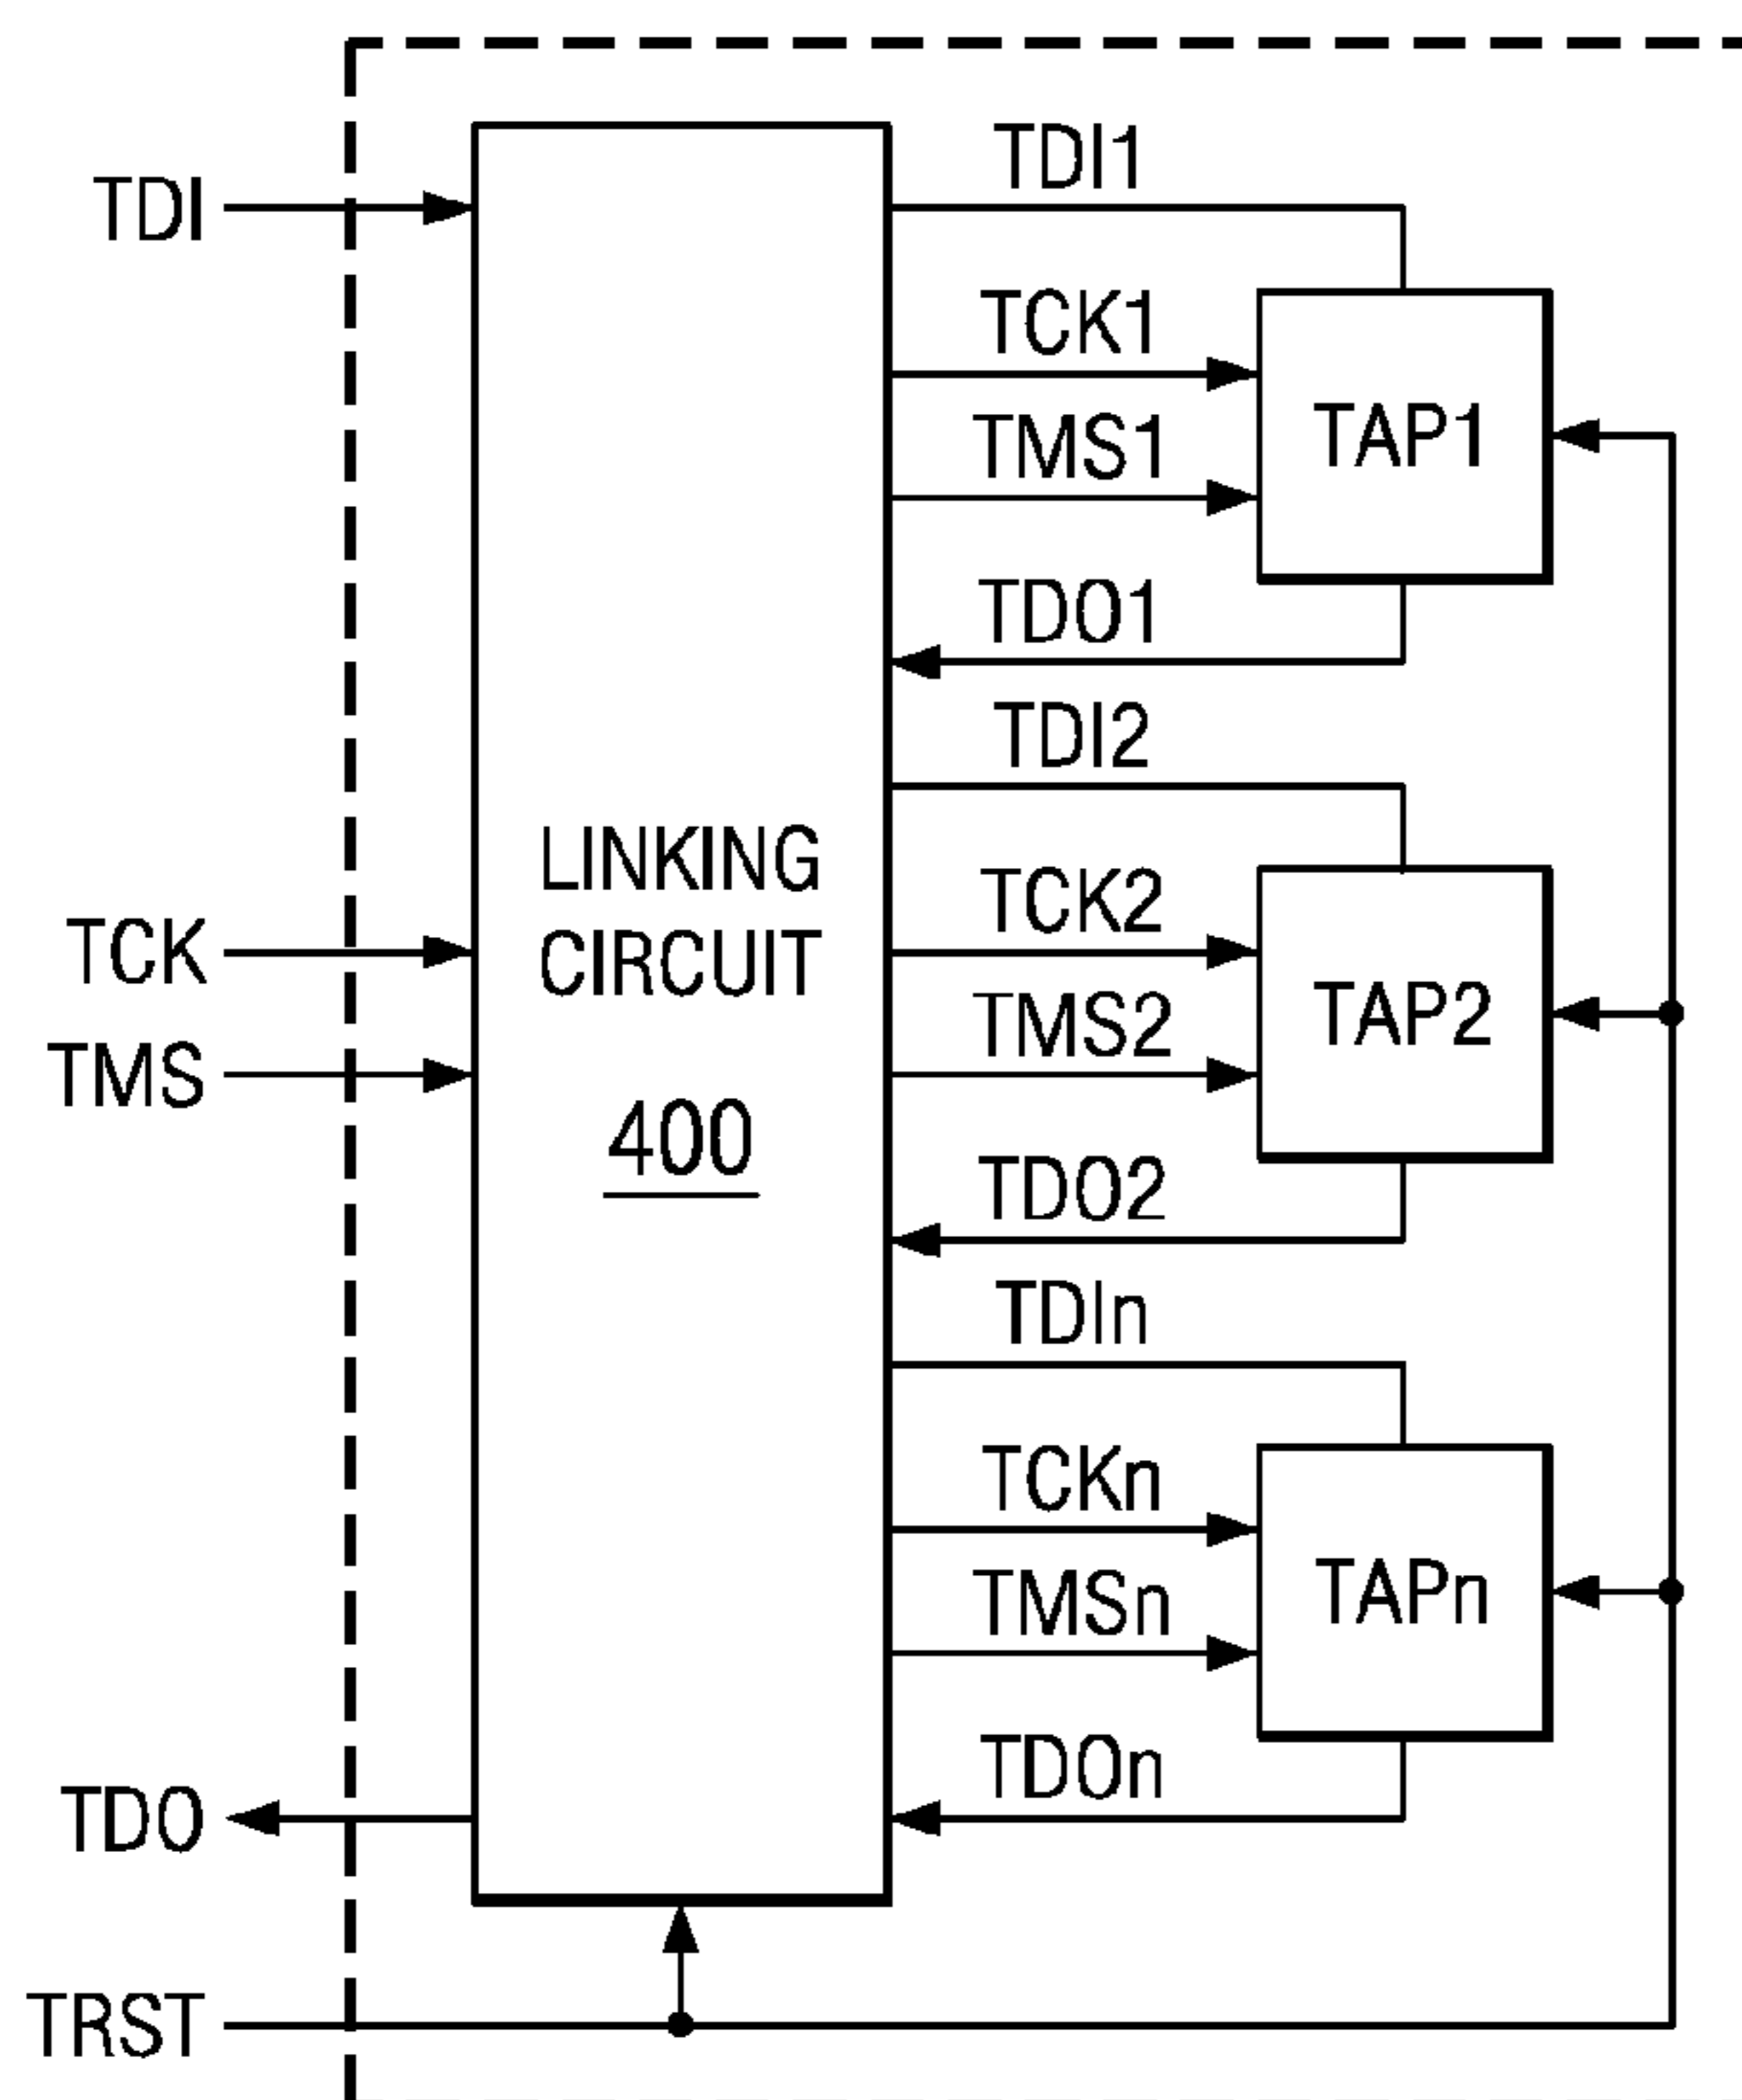 TDI
TCK
TMS
TDO
TRST
LINKING
CIRCUIT
400
TDI1
TCK1
TMS1
TDO1
TAP1
TDI2
TCK2
TMS2
TDO2
TAP2
TDIn
TCKn
TMSn
TDOn
TAPn